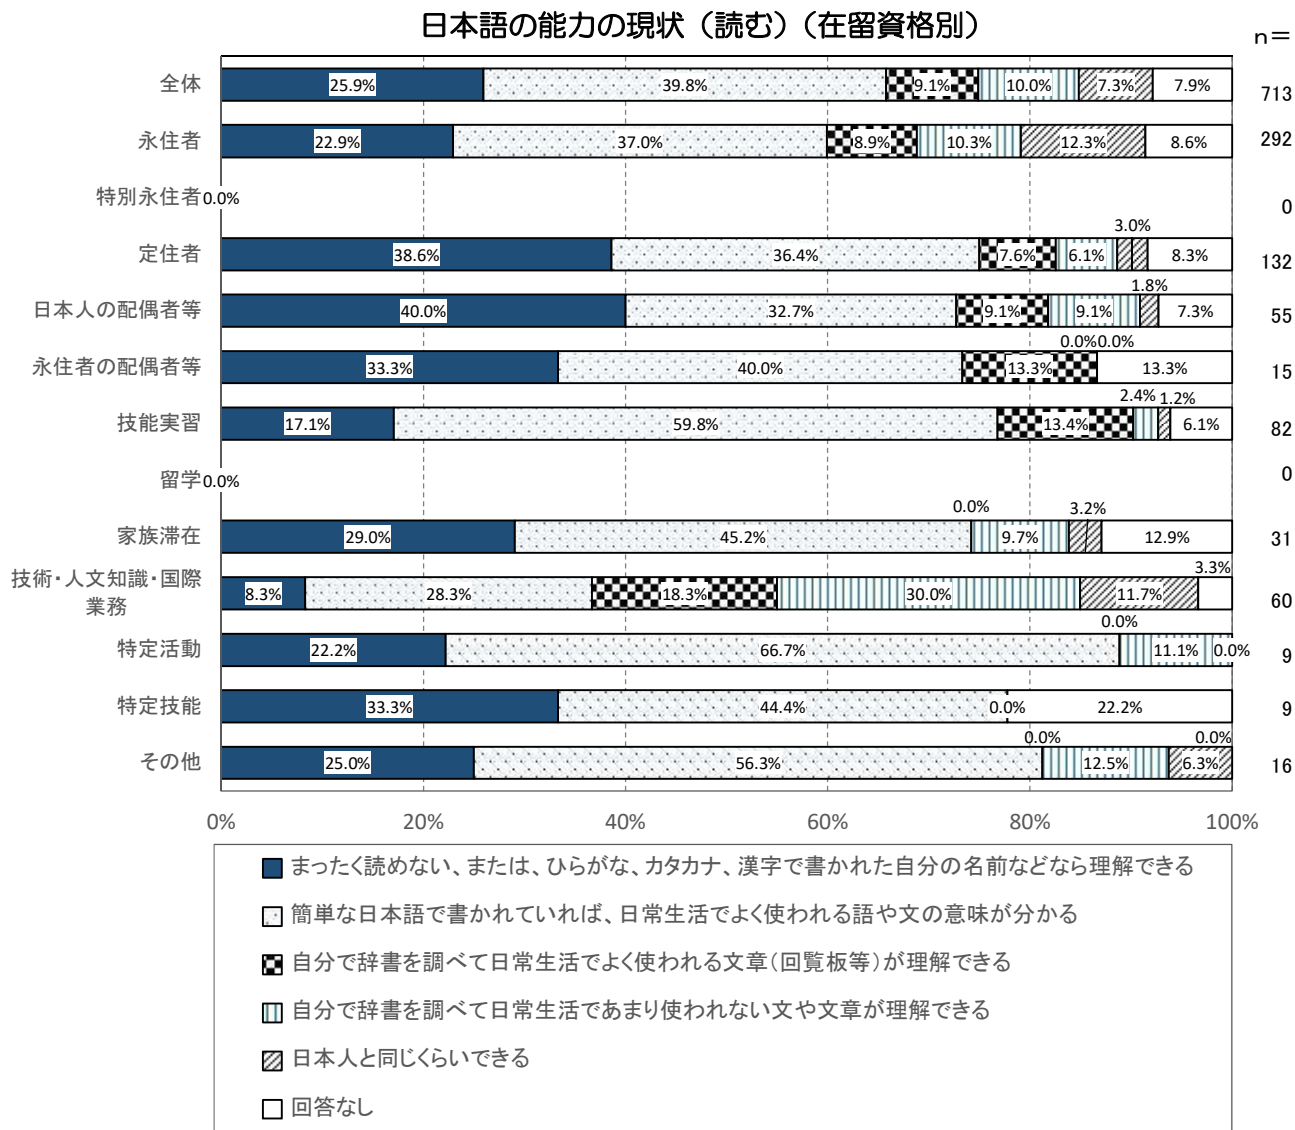 日本語の能力の現状（読む）（在留資格別）
n＝
全体 25.9% 39.8% 9.1% 10.0% 7.3% 7.9% 713
永住者 22.9% 37.0% 8.9% 10.3% 12.3% 8.6% 292
特別永住者 0.0% 0
3.0%
定住者 38.6% 36.4% 7.6% 6.1% 8.3% 132
1.8%
日本人の配偶者等 40.0% 32.7% 9.1% 9.1% 7.3% 55
0.0% 0.0%
永住者の配偶者等 33.3% 40.0% 13.3% 13.3% 15
2.4% 1.2%
技能実習 17.1% 59.8% 13.4% 6.1% 82
留学 0.0% 0
0.0% 3.2%
家族滞在 29.0% 45.2% 9.7% 12.9% 31
3.3%
技術・人文知識・国際
業務 8.3% 28.3% 18.3% 30.0% 11.7% 60
0.0%
特定活動 22.2% 66.7% 11.1% 0.0% 9
特定技能 33.3% 44.4% 0.0% 22.2% 9
0.0% 0.0%
その他 25.0% 56.3% 12.5% 6.3% 16
0% 20% 40% 60% 80% 100%
まったく読めない、または、ひらがな、カタカナ、漢字で書かれた自分の名前などなら理解できる
簡単な日本語で書かれていれば、日常生活でよく使われる語や文の意味が分かる
自分で辞書を調べて日常生活でよく使われる文章（回覧板等）が理解できる
自分で辞書を調べて日常生活であまり使われない文や文章が理解できる
日本人と同じくらいできる
回答なし